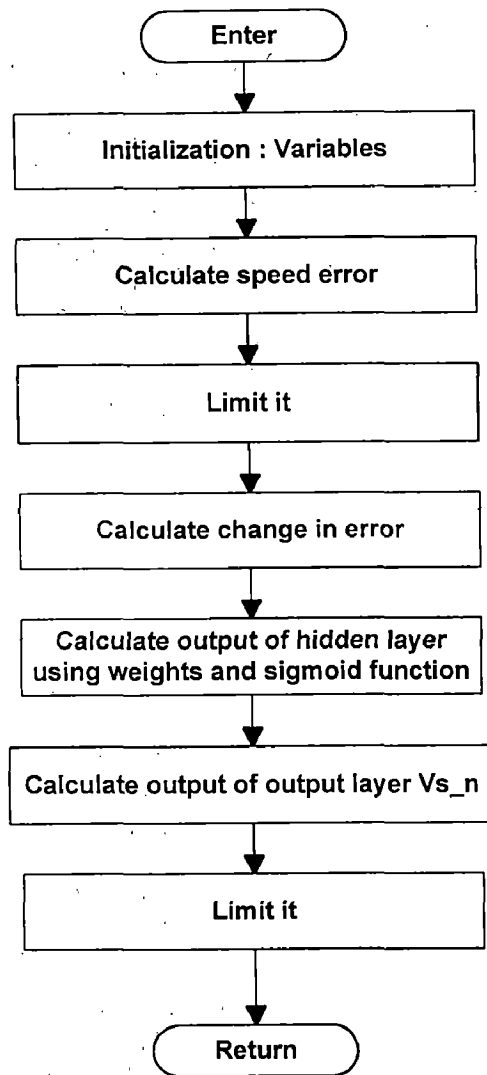 Enter
Initialization : Variables
Calculate speed error
Limit it
Calculate change in error
Calculate output of hidden layer
using weights and sigmoid function
Calculate output of output layer Vs_n
Limit it
Return